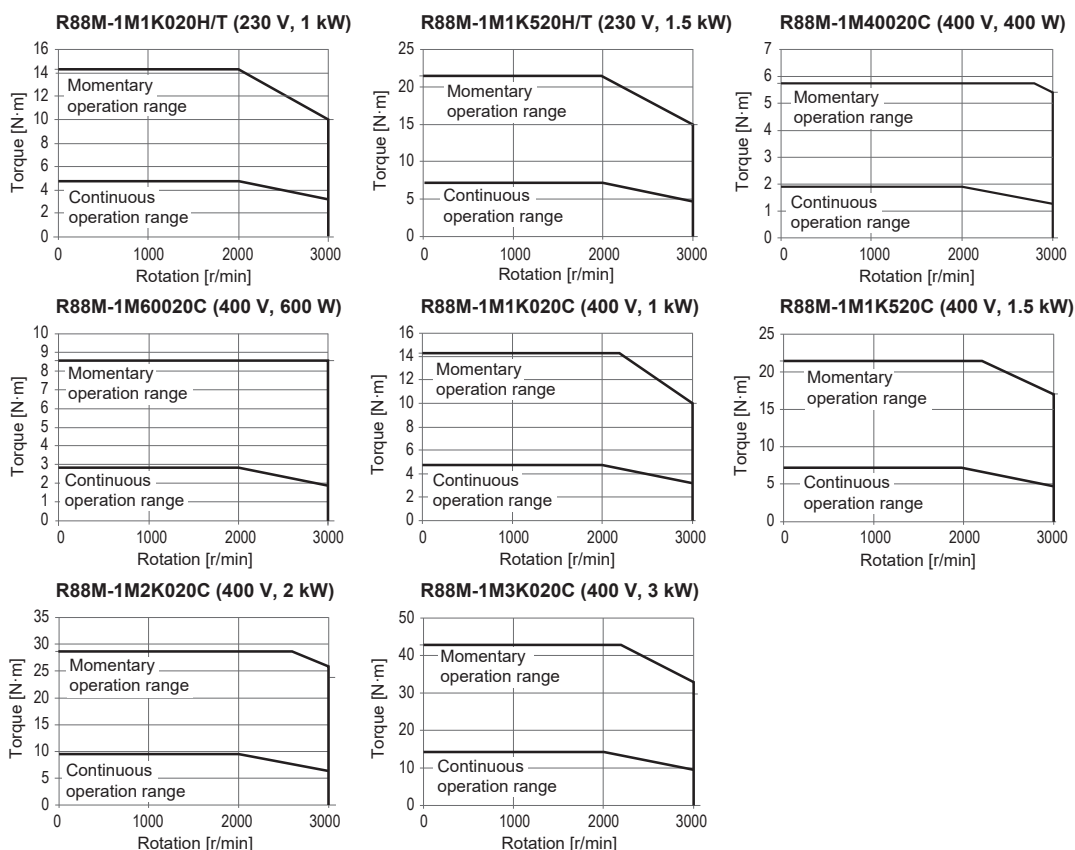 R88M-1M1K020H/T (230 V, 1 kW)
Torque [N·m]
16
14
12
10
8
6
4
2
0
Momentary
operation range
Continuous
operation range
0 1000 2000 3000
Rotation [r/min]
R88M-1M1K520H/T (230 V, 1.5 kW)
Torque [N·m]
25
20
15
10
5
0
Momentary
operation range
Continuous
operation range
0 1000 2000 3000
Rotation [r/min]
R88M-1M40020C (400 V, 400 W)
Torque [N·m]
7
6
5
4
3
2
1
0
Momentary
operation range
Continuous
operation range
0 1000 2000 3000
Rotation [r/min]
R88M-1M60020C (400 V, 600 W)
Torque [N·m]
10
9
8
7
6
5
4
3
2
1
0
Momentary
operation range
Continuous
operation range
0 1000 2000 3000
Rotation [r/min]
R88M-1M1K020C (400 V, 1 kW)
Torque [N·m]
16
14
12
10
8
6
4
2
0
Momentary
operation range
Continuous
operation range
0 1000 2000 3000
Rotation [r/min]
R88M-1M1K520C (400 V, 1.5 kW)
Torque [N·m]
25
20
15
10
5
0
Momentary
operation range
Continuous
operation range
0 1000 2000 3000
Rotation [r/min]
R88M-1M2K020C (400 V, 2 kW)
Torque [N·m]
35
30
25
20
15
10
5
0
Momentary
operation range
Continuous
operation range
0 1000 2000 3000
Rotation [r/min]
R88M-1M3K020C (400 V, 3 kW)
Torque [N·m]
50
40
30
20
10
0
Momentary
operation range
Continuous
operation range
0 1000 2000 3000
Rotation [r/min]